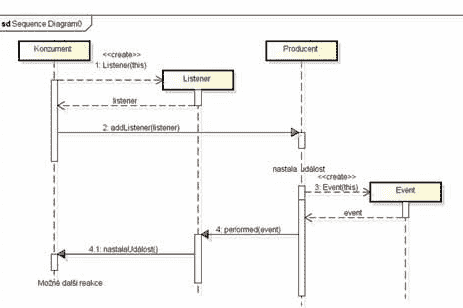 sd Sequence Diagram0
Konzument
Producent
<<create>>
1: Listener(this)
Listener
listener
2: addListener(listener)
nastala událost
<<create>>
3: Event(this)
Event
event
4: performed(event)
4.1: nastalaUdálost()
Možné další reakce